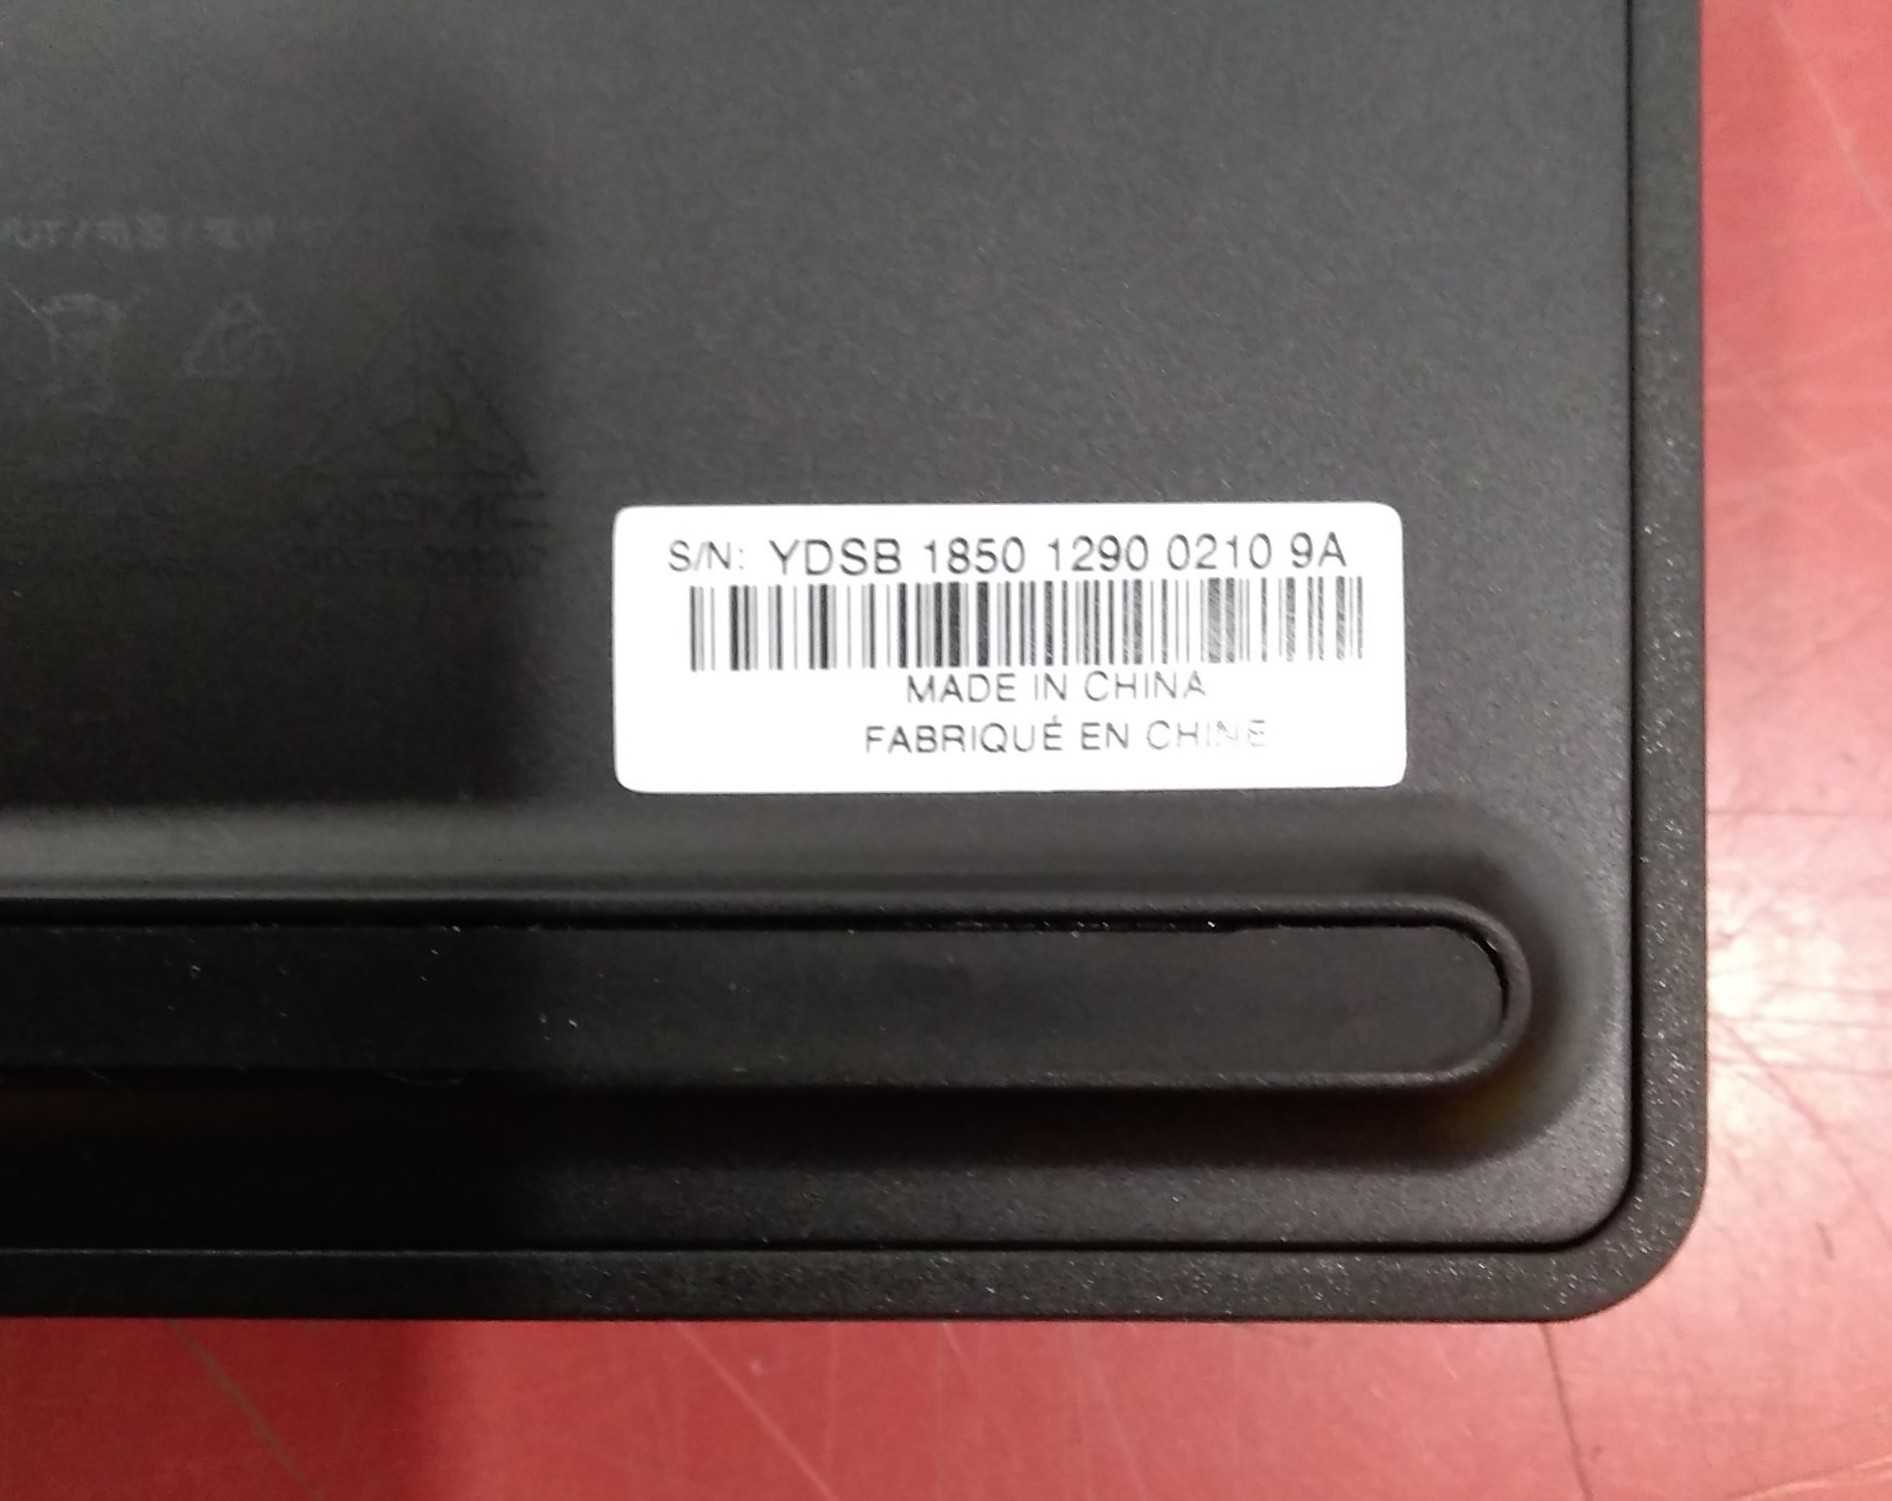 S/N: YDSB 1850 1290 0210 9A
MADE IN CHINA
FABRIQUÉ EN CHINE